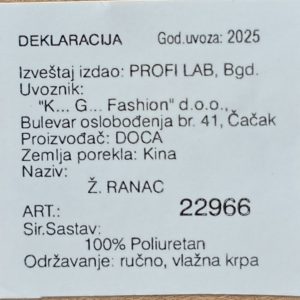 DEKLARACIJA God.uvoza: 2025
Izveštaj izdao: PROFI LAB, Bgd.
Uvoznik:
"K... G... Fashion" d.o.o.,
Bulevar oslobođenja br. 41, Čačak
Proizvođač: DOCA
Zemlja porekla: Kina
Naziv:
Ž. RANAC
ART.: 22966
Sir.Sastav:
100% Poliuretan
Održavanje: ručno, vlažna krpa